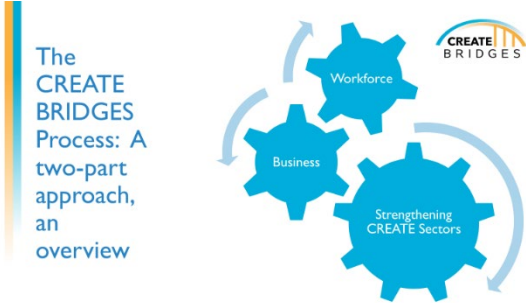 The
CREATE
BRIDGES
Process: A
two-part
approach,
an
overview
Workforce
Business
Strengthening
CREATE Sectors
CREATE
BRIDGES